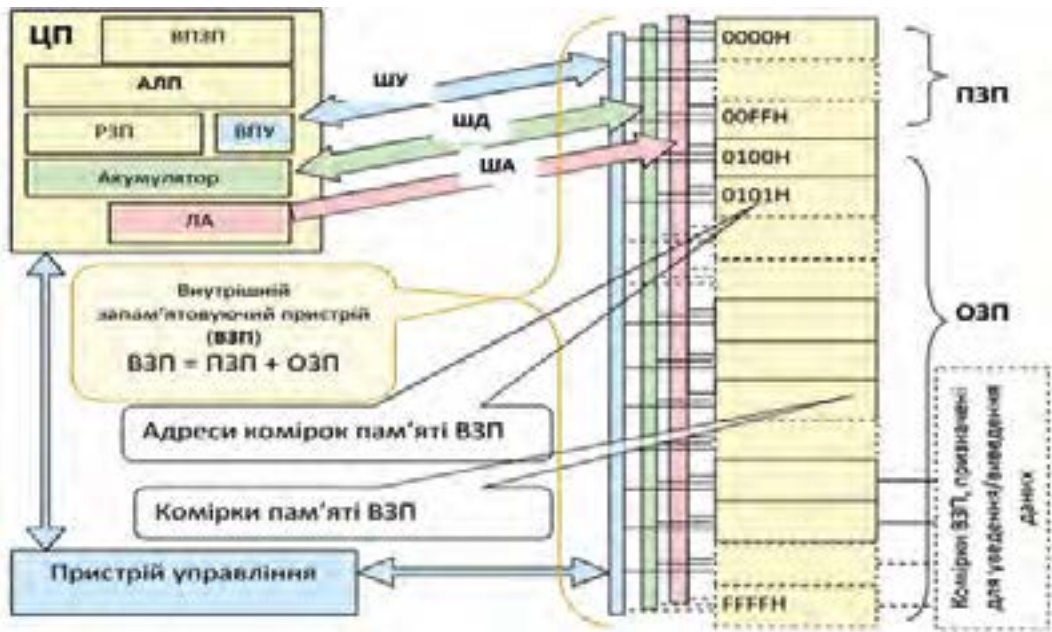 ЦП
ВПЗП
АЛП
РЗП
ВПУ
Акумулятор
ЛА
ШУ
ШД
ША
0000H
00FFH
0100H
0101H
FFFFH
ПЗП
ОЗП
Внутрішній
запам'ятовуючий пристрій
(ВЗП)
ВЗП = ПЗП + ОЗП
Адреси комірок пам'яті ВЗП
Комірки пам'яті ВЗП
Пристрій управління
Комірки ВЗП, призначені
для уведення/виведення
даних